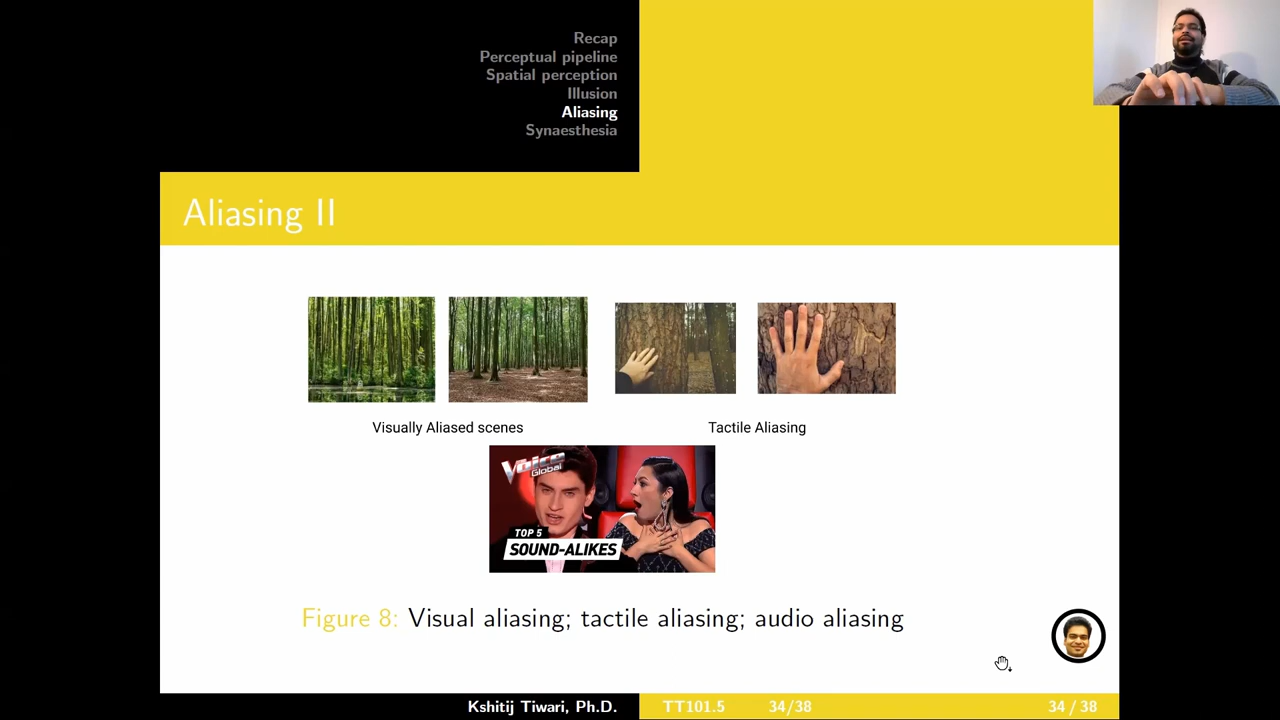 Recap
Perceptual pipeline
Spatial perception
Illusion
Aliasing
Synaesthesia
Aliasing II
Visually Aliased scenes
Tactile Aliasing
The Voice
Global
TOP 5
SOUND-ALIKES
Figure 8: Visual aliasing; tactile aliasing; audio aliasing
Kshitij Tiwari, Ph.D.
TT101.5
34/38
34 / 38